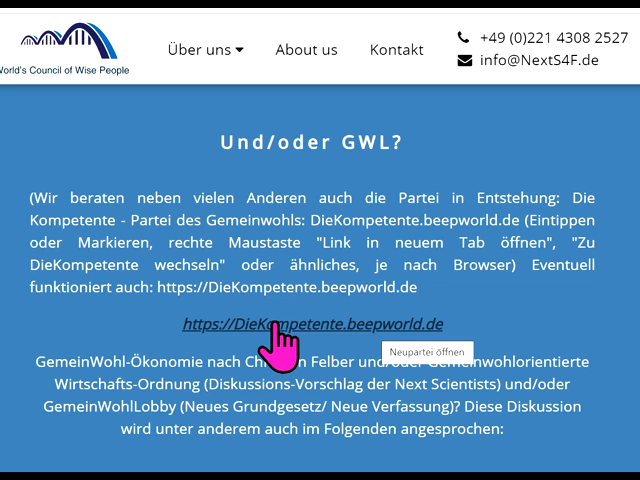 World's Council of Wise People
Über uns
About us
Kontakt
+49 (0)221 4308 2527
info@NextS4F.de
Und/oder GWL?
(Wir beraten neben vielen Anderen auch die Partei in Entstehung: Die
Kompetente - Partei des Gemeinwohls: DieKompetente.beepworld.de (Eintippen
oder Markieren, rechte Maustaste "Link in neuem Tab öffnen", "Zu
DieKompetente wechseln" oder ähnliches, je nach Browser) Eventuell
funktioniert auch: https://DieKompetente.beepworld.de
https://DieKompetente.beepworld.de
Neupartei öffnen
GemeinWohl-Ökonomie nach Christian Felber und/oder Gemeinwohlorientierte
Wirtschafts-Ordnung (Diskussions-Vorschlag der Next Scientists) und/oder
GemeinWohlLobby (Neues Grundgesetz/ Neue Verfassung)? Diese Diskussion
wird unter anderem auch im Folgenden angesprochen: